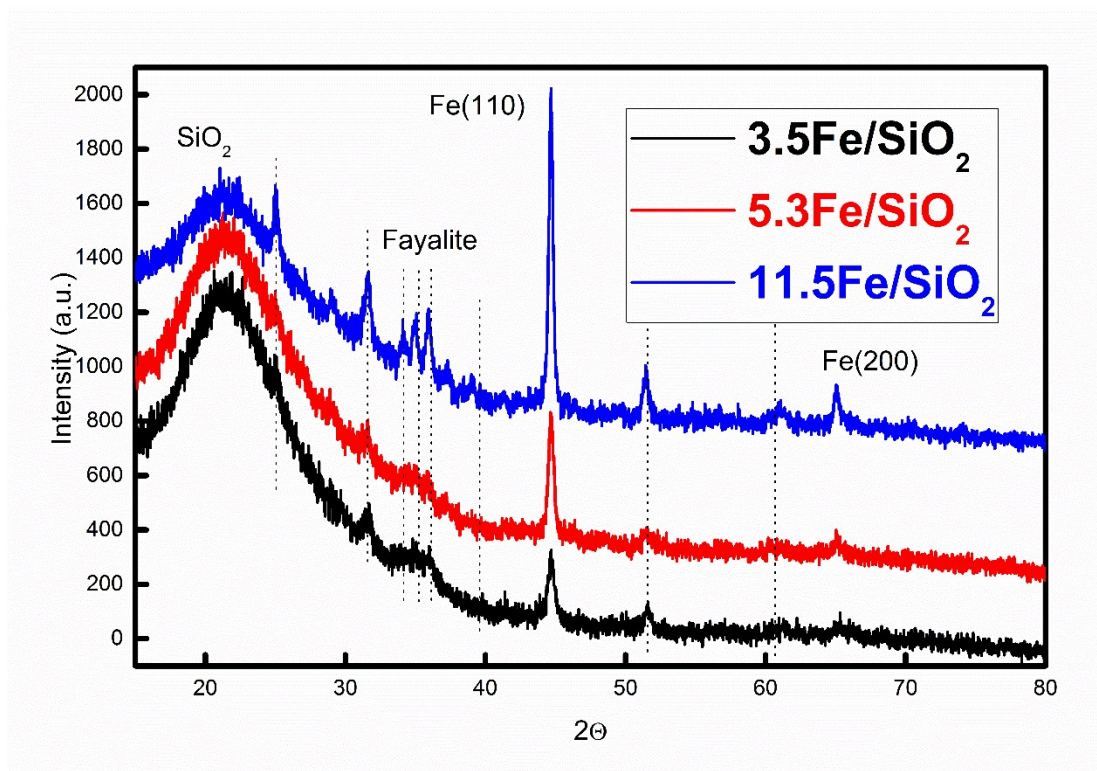 2000
1800
1600
1400
1200
1000
800
600
400
200
0
Intensity (a.u.)
SiO2
Fayalite
Fe(110)
Fe(200)
3.5Fe/SiO2
5.3Fe/SiO2
11.5Fe/SiO2
20 30 40 50 60 70 80
2Θ